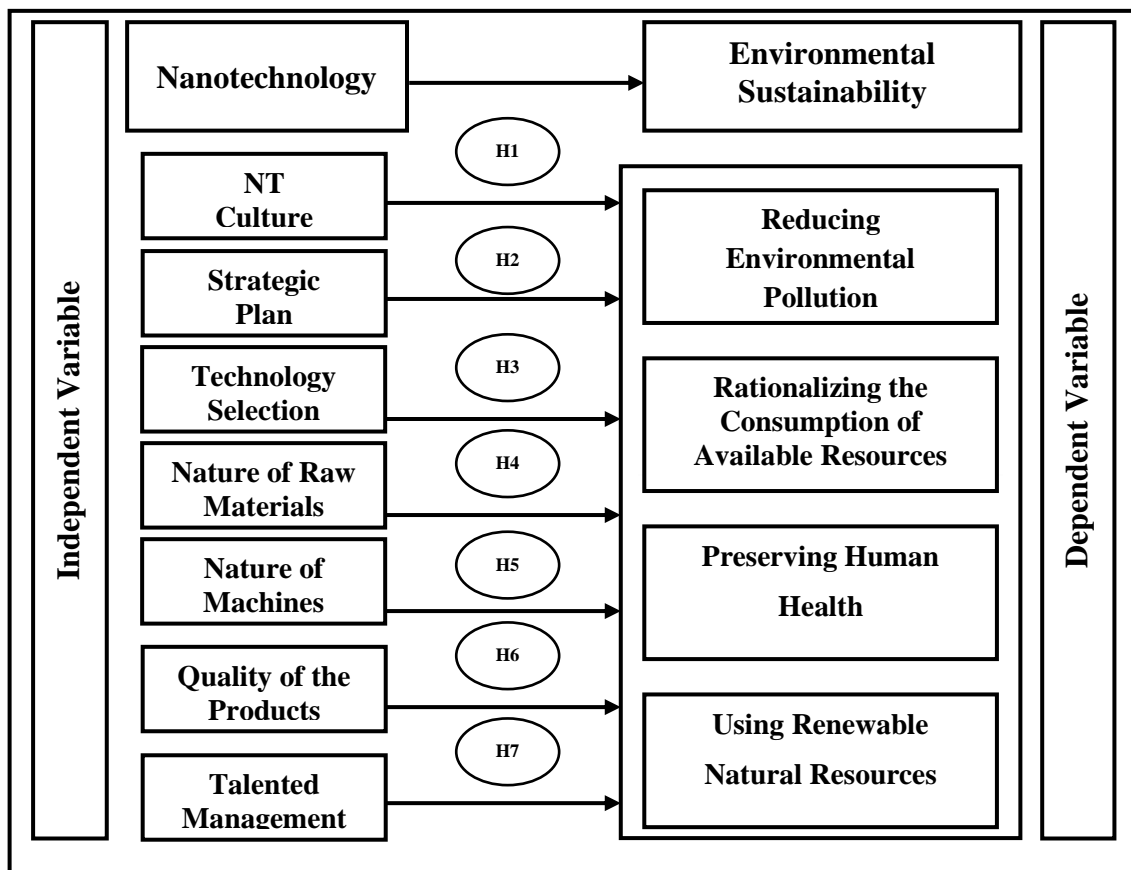 Independent Variable
Nanotechnology
Environmental
Sustainability
H1
NT
Culture
H2
Strategic
Plan
H3
Technology
Selection
H4
Nature of Raw
Materials
H5
Nature of
Machines
H6
Quality of the
Products
H7
Talented
Management
Reducing
Environmental
Pollution
Rationalizing the
Consumption of
Available Resources
Preserving Human
Health
Using Renewable
Natural Resources
Dependent Variable